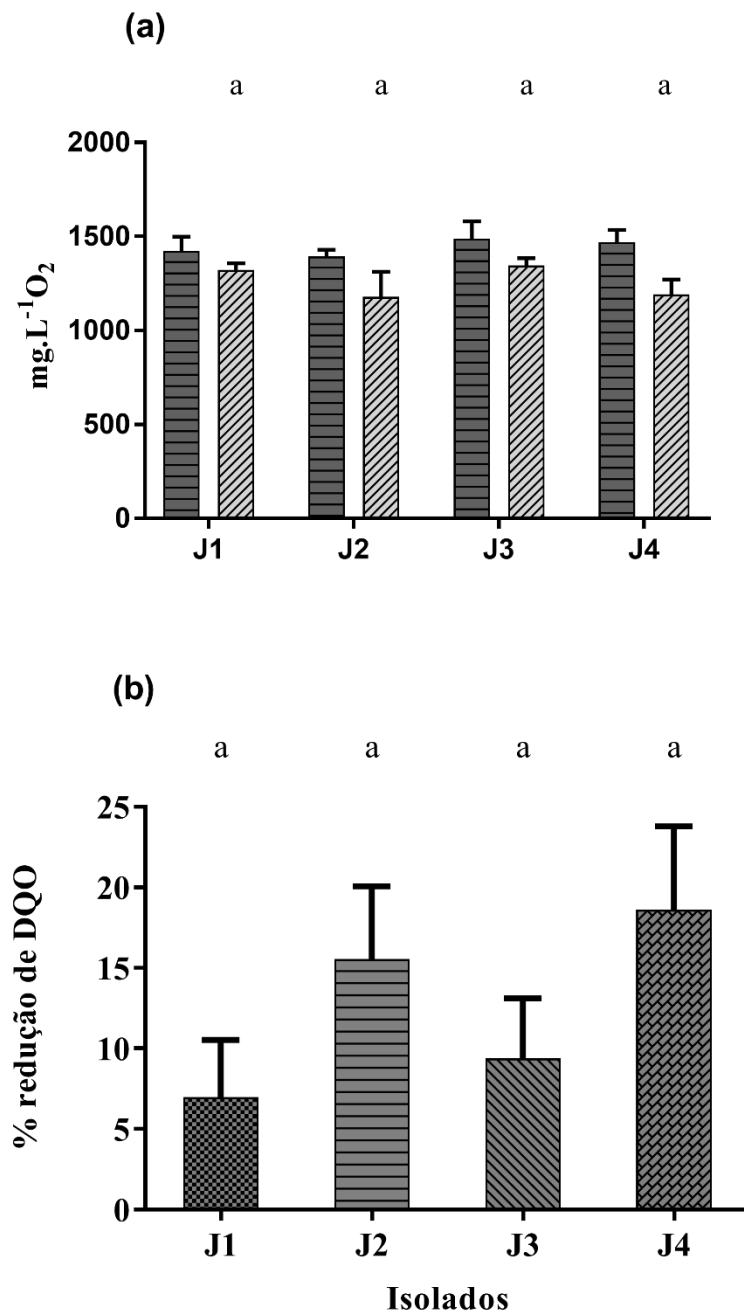 (a)
a a a a
2000
1500
1000
500
0
mg.L⁻¹O₂
J1 J2 J3 J4
(b)
a a a a
25
20
15
10
5
0
% redução de DQO
J1 J2 J3 J4
Isolados